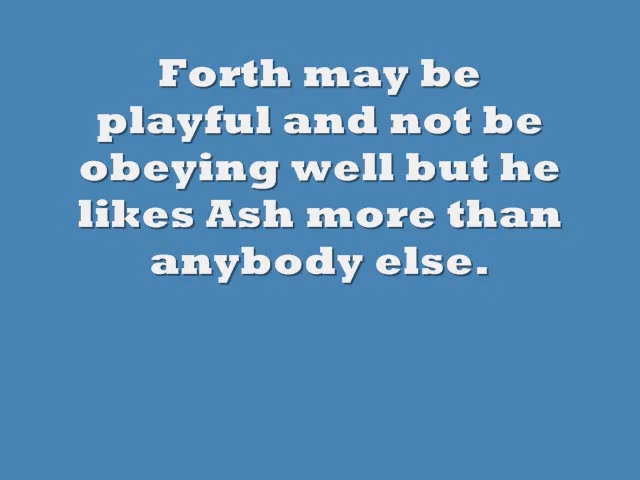 Forth may be
playful and not be
obeying well but he
likes Ash more than
anybody else.